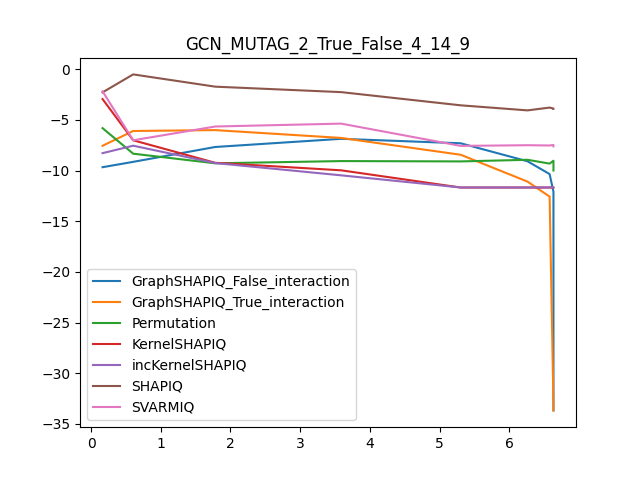 GCN_MUTAG_2_True_False_4_14_9
0
−5
−10
−15
−20
−25
−30
−35
GraphSHAPIQ_False_interaction
GraphSHAPIQ_True_interaction
Permutation
KernelSHAPIQ
incKernelSHAPIQ
SHAPIQ
SVARMIQ
0 1 2 3 4 5 6